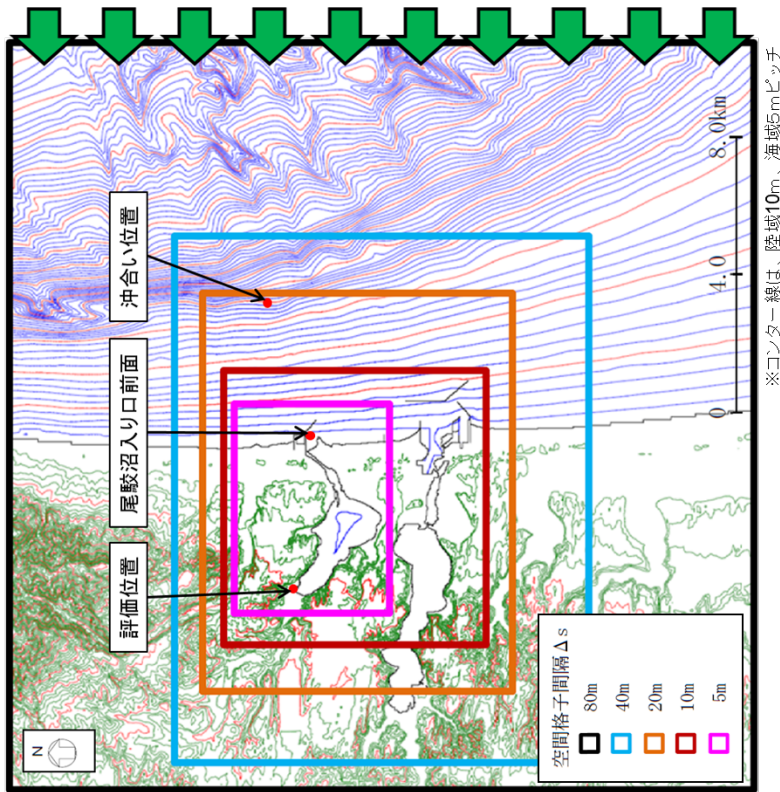 沖合い位置
尾駮沼入り口前面
評価位置
8.0km
4.0
0
※コンター線は、陸域10m、海域5mピッチ
N
空間格子間隔Δs
80m
40m
20m
10m
5m